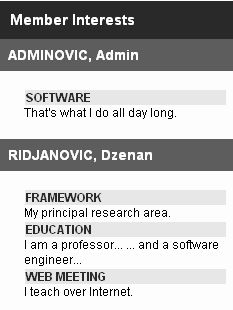 Member Interests
ADMINOVIC, Admin
SOFTWARE
That's what I do all day long.
RIDJANOVIC, Dzenan
FRAMEWORK
My principal research area.
EDUCATION
I am a professor... ... and a software
engineer...
WEB MEETING
I teach over Internet.